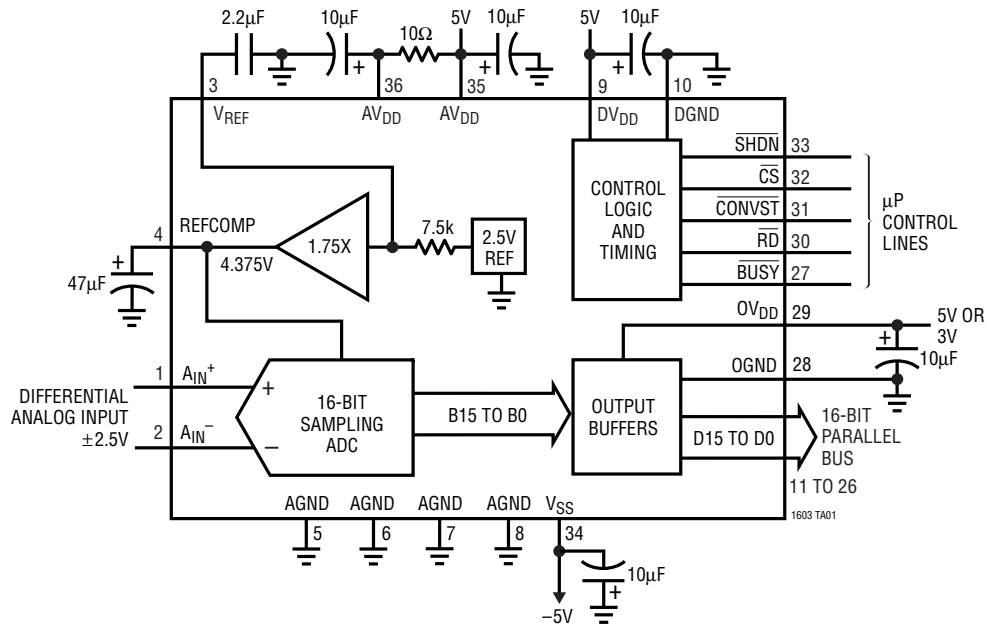 2.2µF
10µF
10Ω
5V
10µF
5V
10µF
+
+
+
3
36
35
9
10
VREF
AVDD
AVDD
DVDD
DGND
SHDN 33
CS 32
CONVST 31
RD 30
BUSY 27
µP
CONTROL
LINES
CONTROL
LOGIC
AND
TIMING
4
REFCOMP
4.375V
1.75X
7.5k
2.5V
REF
+
47µF
OVDD 29
5V OR
3V
+
10µF
OGND 28
DIFFERENTIAL
ANALOG INPUT
±2.5V
1 AIN+
2 AIN–
+
–
16-BIT
SAMPLING
ADC
B15 TO B0
OUTPUT
BUFFERS
D15 TO D0
16-BIT
PARALLEL
BUS
11 TO 26
1603 TA01
AGND
AGND
AGND
AGND
VSS
5
6
7
8
34
10µF
+
–5V